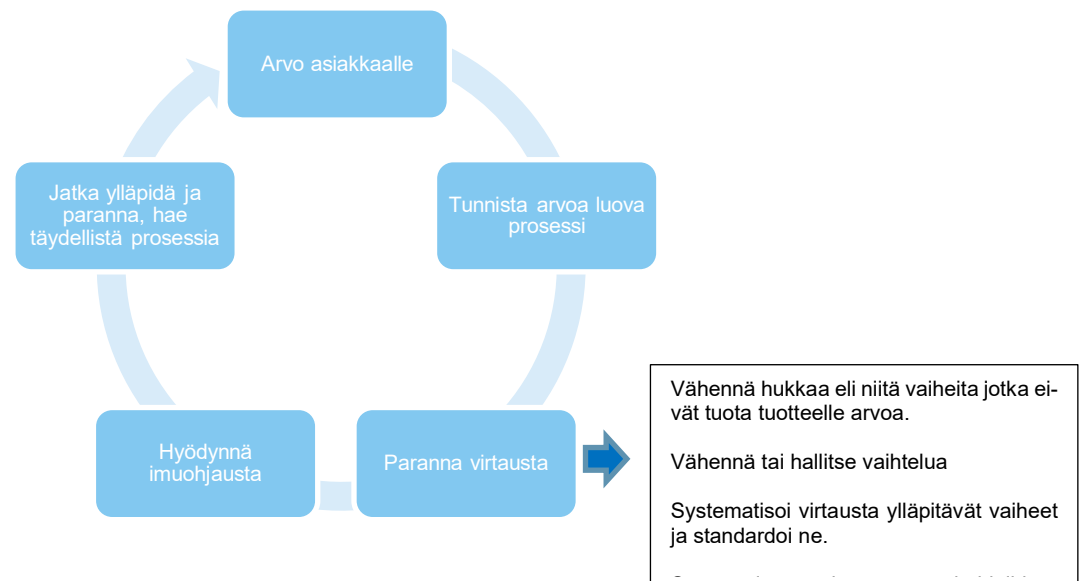 Arvo asiakkaalle
Tunnista arvoa luova
prosessi
Paranna virtausta
Hyödynnä
imuohjausta
Jatka ylläpidä ja
paranna, hae
täydellistä prosessia
Vähennä hukkaa eli niitä vaiheita jotka ei-
vät tuota tuotteelle arvoa.
Vähennä tai hallitse vaihtelua
Systematisoi virtausta ylläpitävät vaiheet
ja standardoi ne.